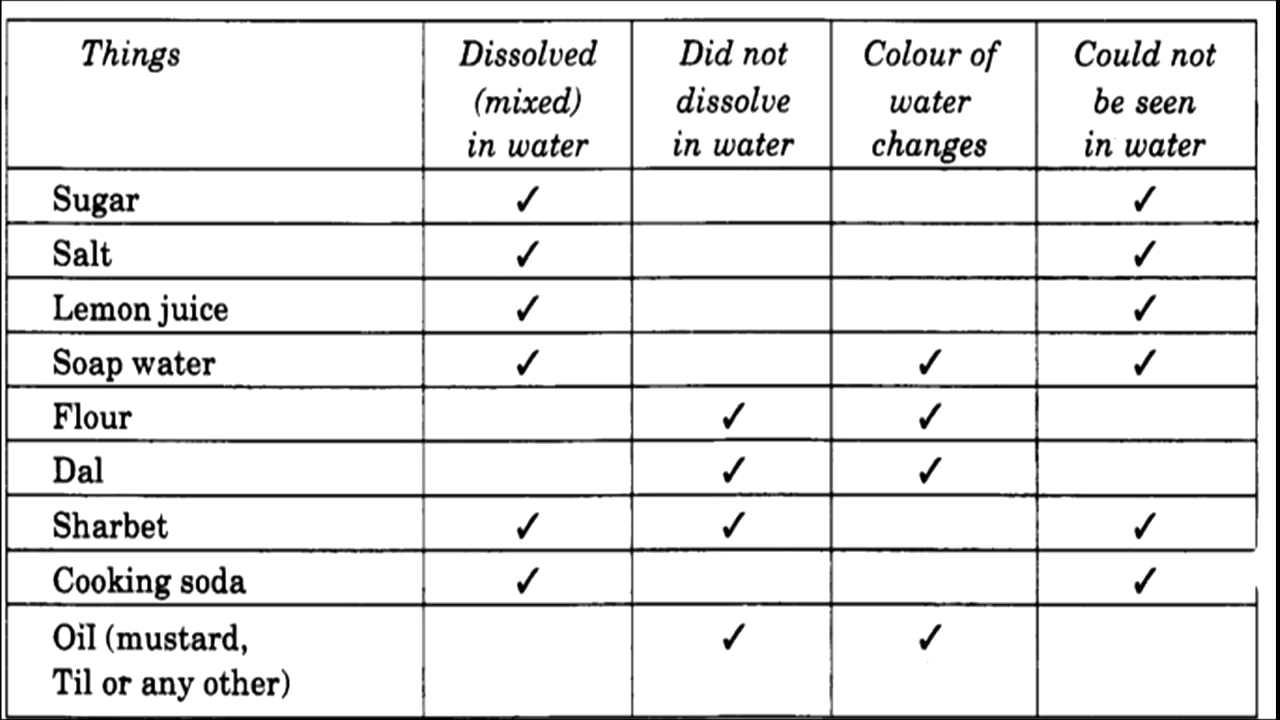 Things Dissolved (mixed) in water Did not dissolve in water Colour of water changes Could not be seen in water
Sugar ✓ ✓
Salt ✓ ✓
Lemon juice ✓ ✓
Soap water ✓ ✓ ✓
Flour ✓ ✓
Dal ✓ ✓
Sharbet ✓ ✓ ✓
Cooking soda ✓ ✓
Oil (mustard, ✓ ✓
Til or any other)